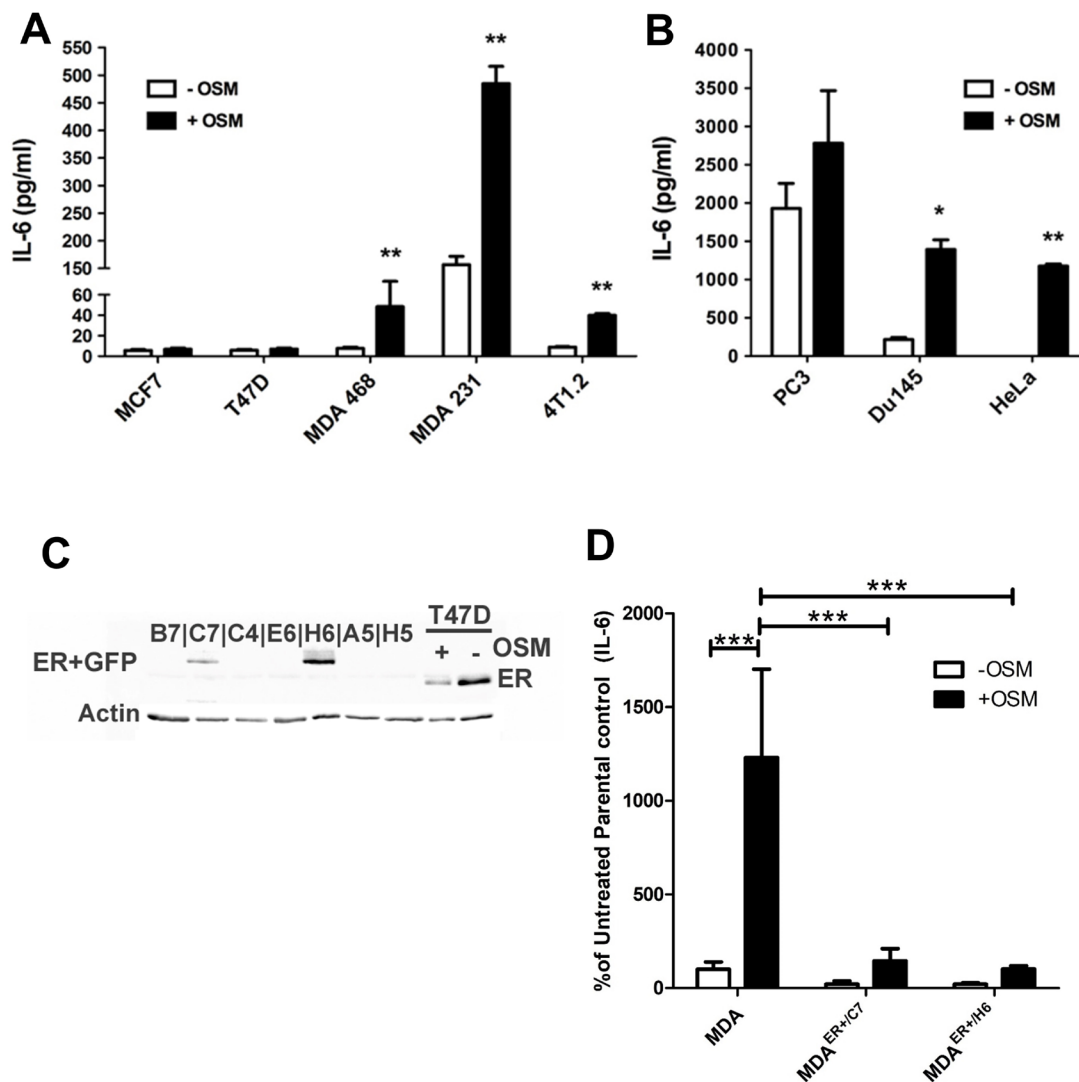 A
550
500
450
400
350
300
250
200
150
60
40
20
0
IL-6 (pg/ml)
- OSM
+ OSM
**
**
**
MCF7
T47D
MDA 468
MDA 231
4T1.2
B
4000
3500
3000
2500
2000
1500
1000
500
0
IL-6 (pg/ml)
- OSM
+ OSM
*
**
PC3
Du145
HeLa
C
T47D
B7|C7|C4|E6|H6|A5|H5
+ - OSM
ER+GFP
ER
Actin
D
2000
1500
1000
500
0
%of Untreated Parental control (IL-6)
***
***
***
-OSM
+OSM
MDA
MDA ER+/C7
MDA ER+/H6